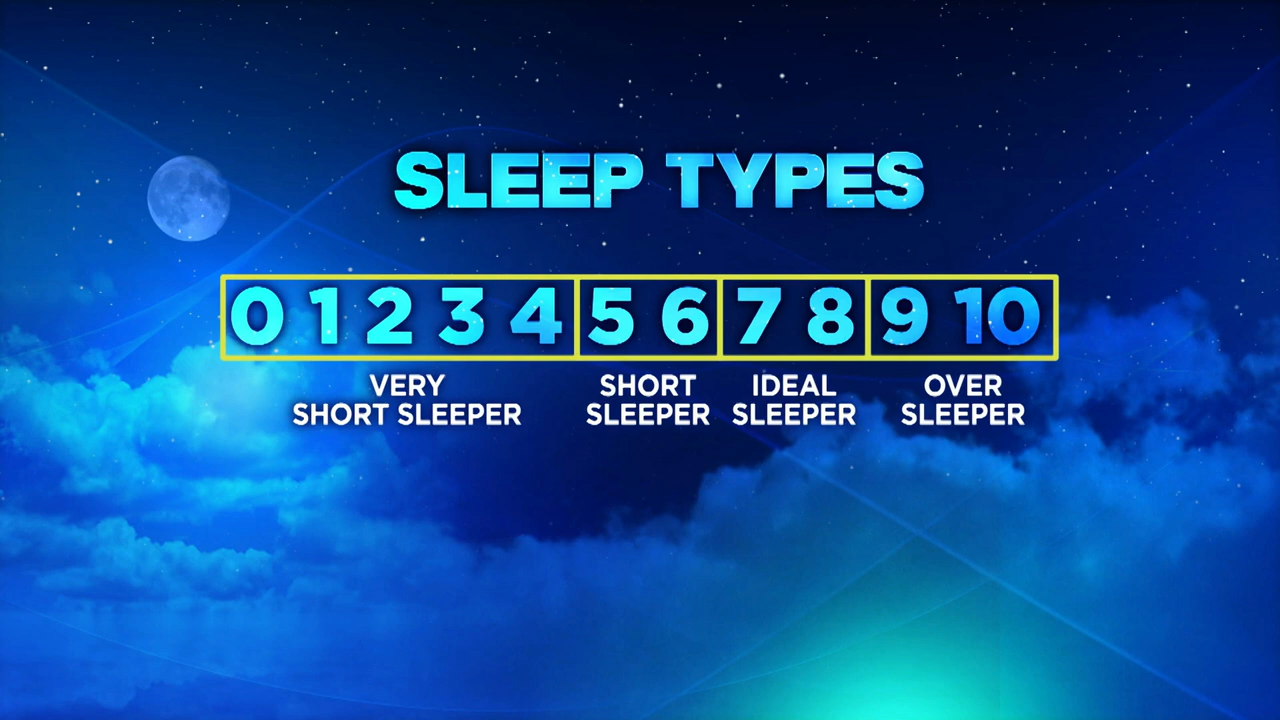 SLEEP TYPES
0 1 2 3 4 5 6 7 8 9 10
VERY
SHORT SLEEPER
SHORT
SLEEPER
IDEAL
SLEEPER
OVER
SLEEPER